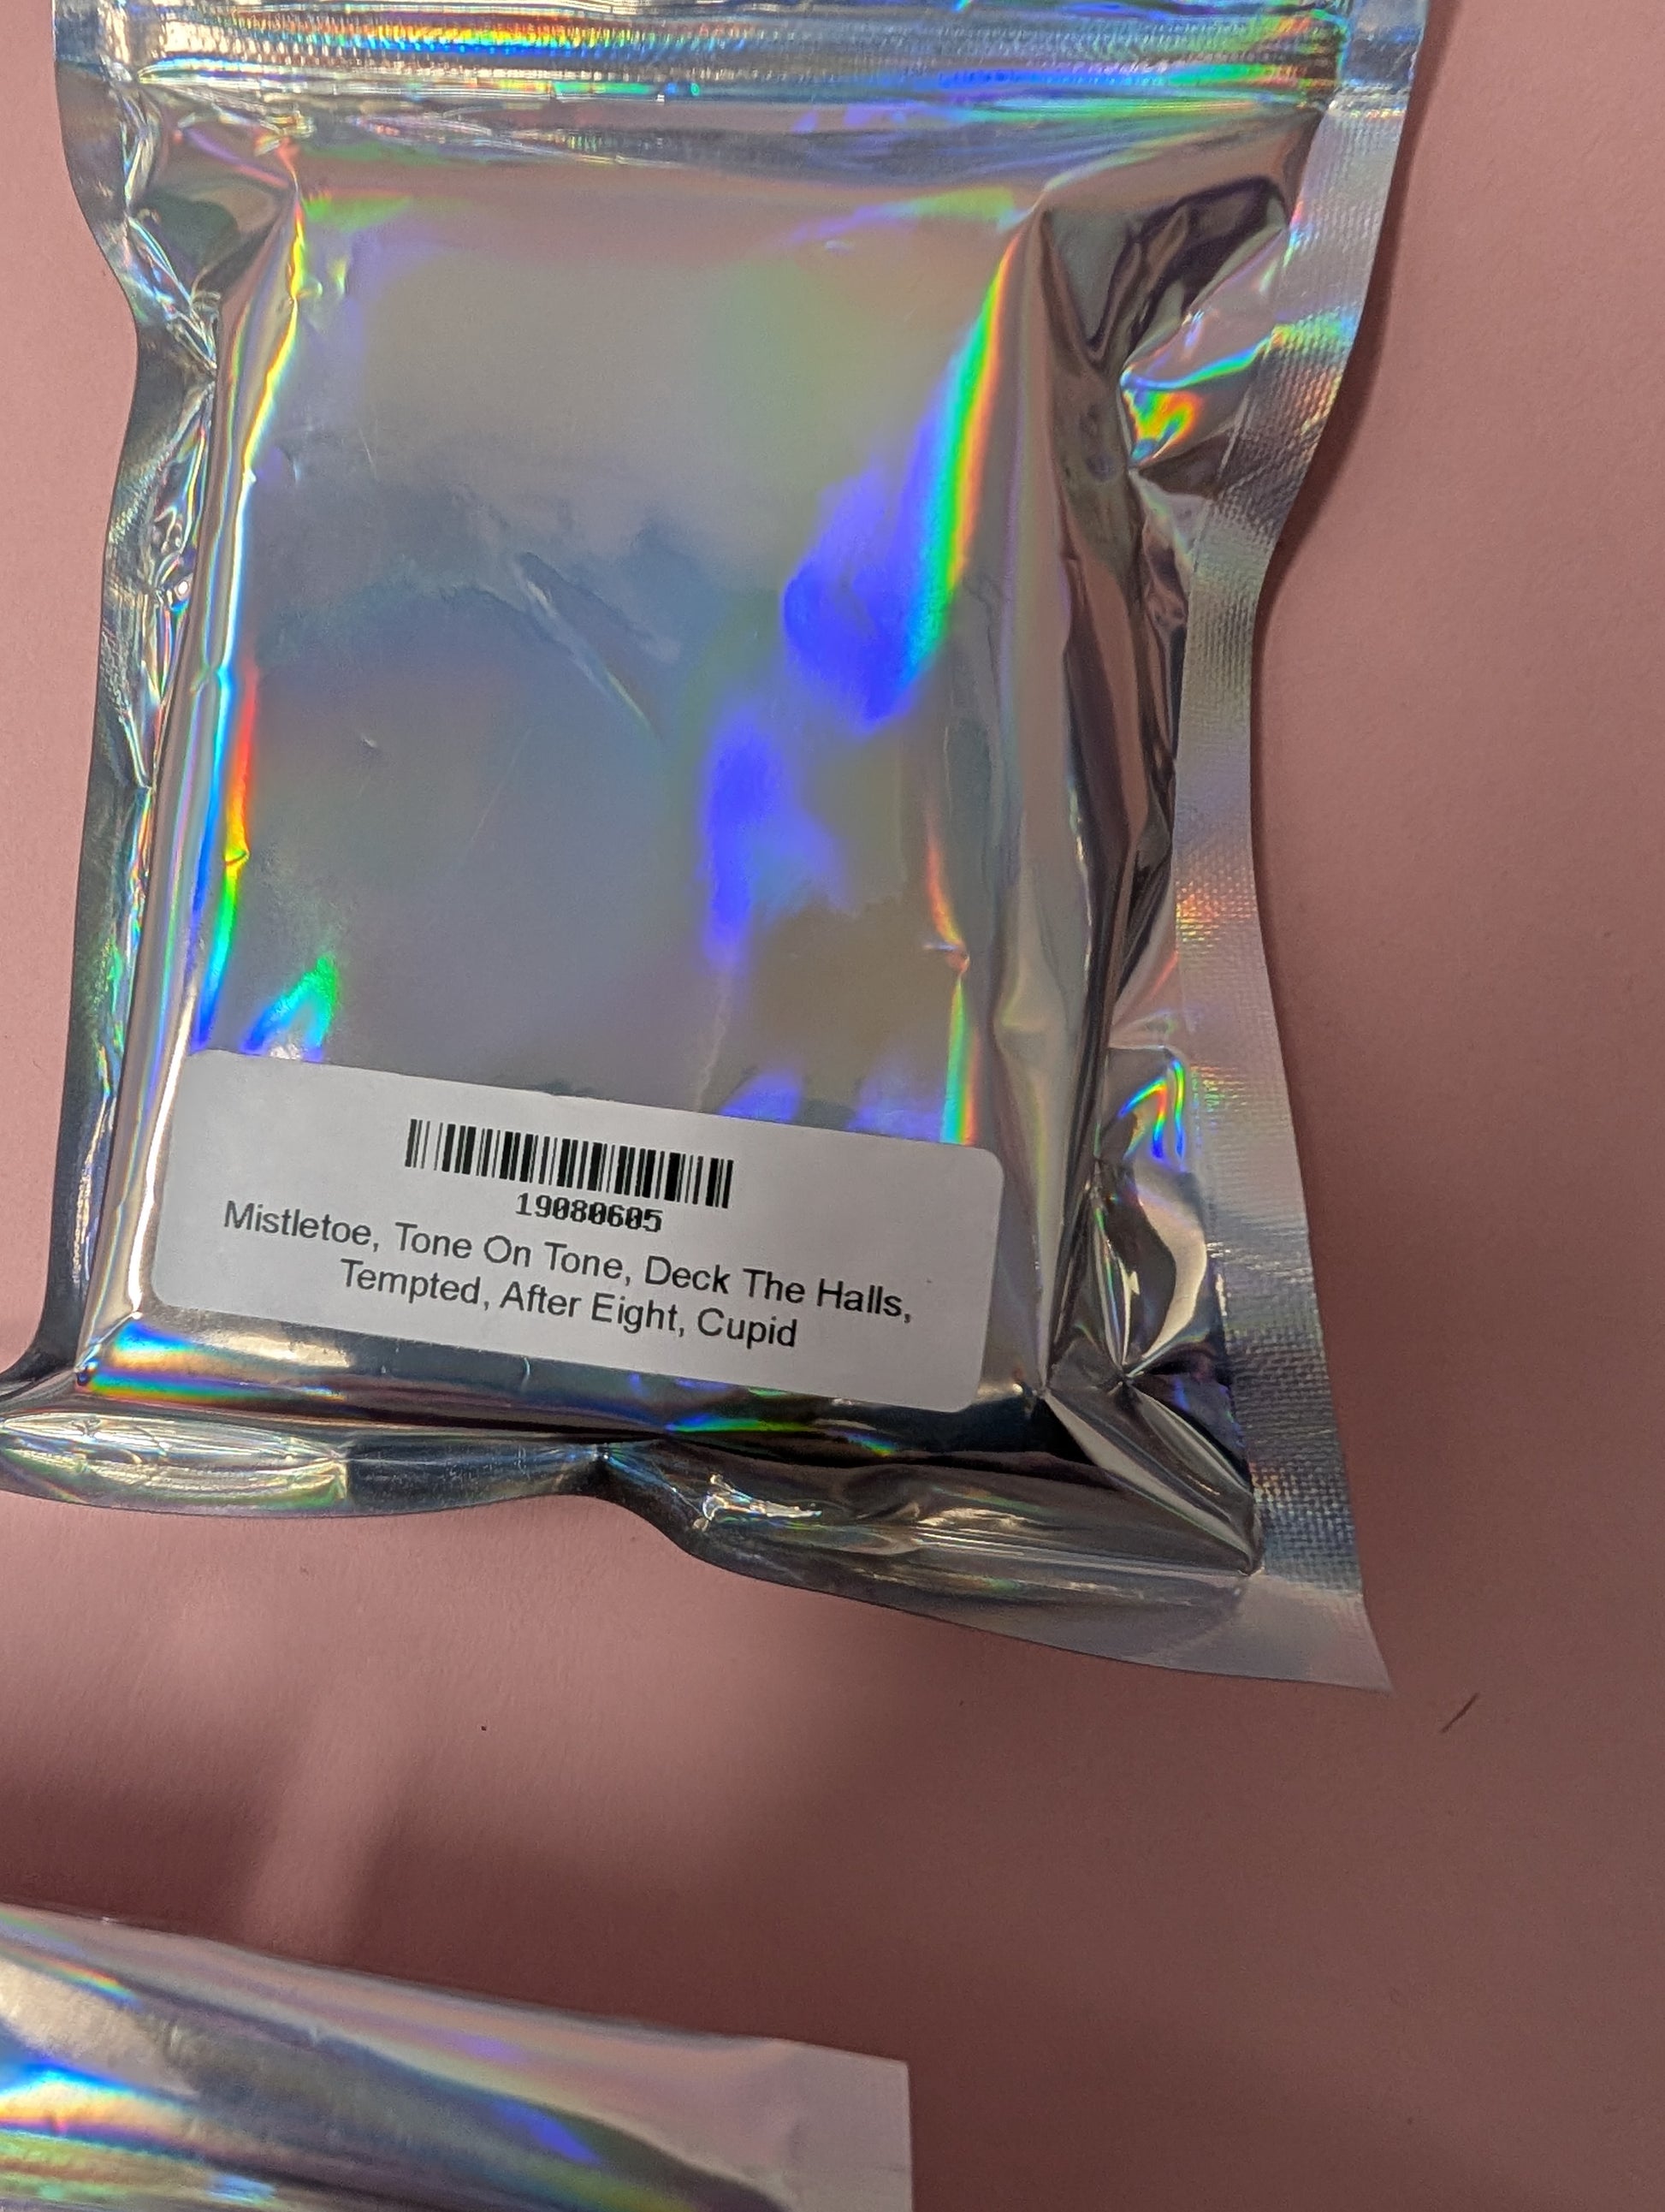 19080605
Mistletoe, Tone On Tone, Deck The Halls,
Tempted, After Eight, Cupid